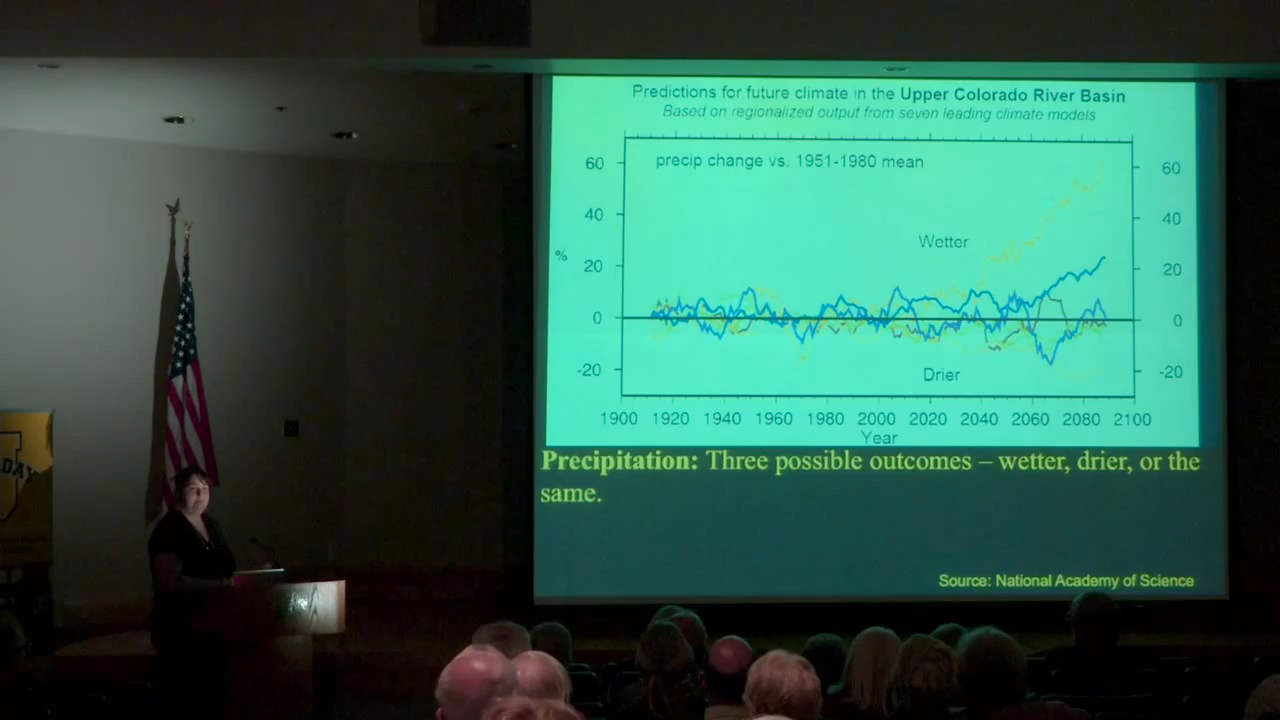 Predictions for future climate in the Upper Colorado River Basin
Based on regionalized output from seven leading climate models
precip change vs. 1951-1980 mean
60
60
40
40
Wetter
%
20
20
0
0
Drier
-20
-20
1900 1920 1940 1960 1980 2000 2020 2040 2060 2080 2100
Year
Precipitation: Three possible outcomes – wetter, drier, or the
same.
Source: National Academy of Science
DAY